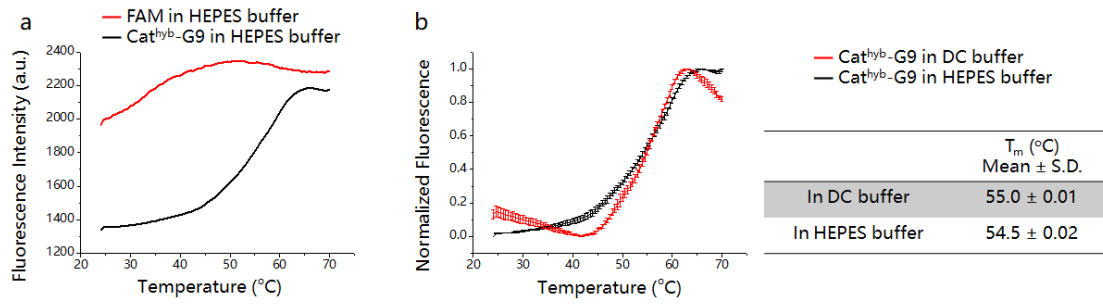 a
FAM in HEPES buffer
Cat^hyb-G9 in HEPES buffer
Fluorescence Intensity (a.u.)
2400
2200
2000
1800
1600
1400
1200
20 30 40 50 60 70 80
Temperature (°C)
b
Normalized Fluorescence
1.0
0.8
0.6
0.4
0.2
0.0
20 30 40 50 60 70 80
Temperature (°C)
Cat^hyb-G9 in DC buffer
Cat^hyb-G9 in HEPES buffer
T_m (°C)
Mean ± S.D.
In DC buffer 55.0 ± 0.01
In HEPES buffer 54.5 ± 0.02